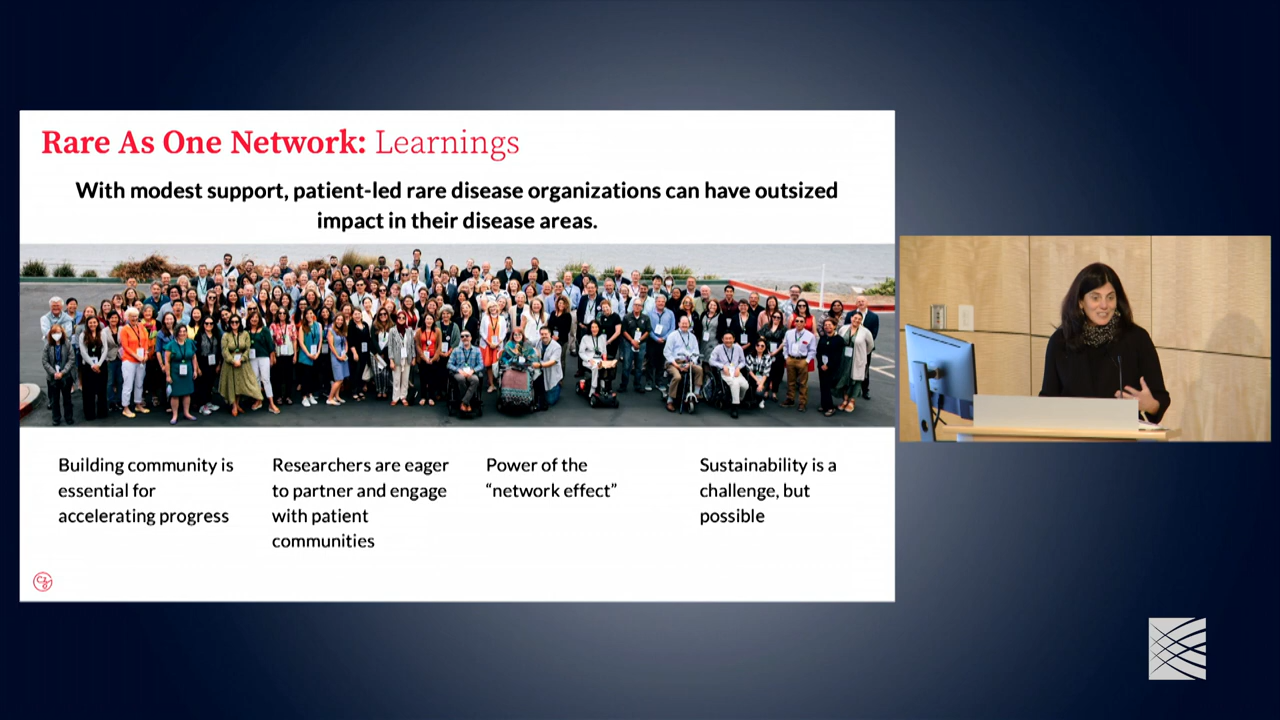 Rare As One Network: Learnings
With modest support, patient-led rare disease organizations can have outsized
impact in their disease areas.
Building community is
essential for
accelerating progress
Researchers are eager
to partner and engage
with patient
communities
Power of the
“network effect”
Sustainability is a
challenge, but
possible